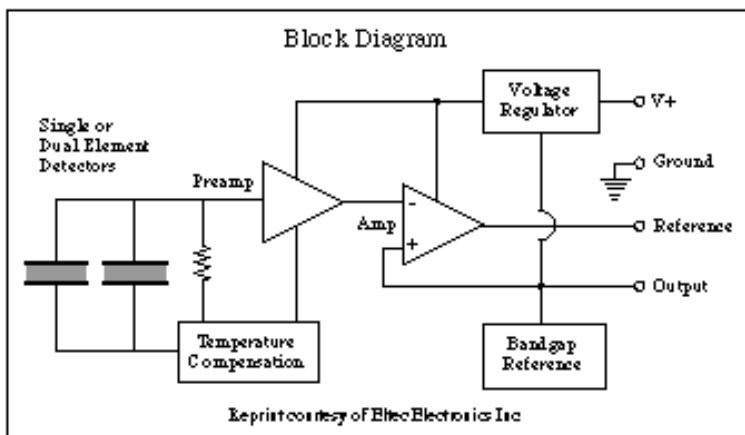 Block Diagram
Voltage
Regulator
V+
Single or
Dual Element
Detectors
Ground
Preamp
-
Amp
Reference
+
Output
Temperature
Compensation
Bandgap
Reference
Reprint courtesy of Eltec Electronics Inc